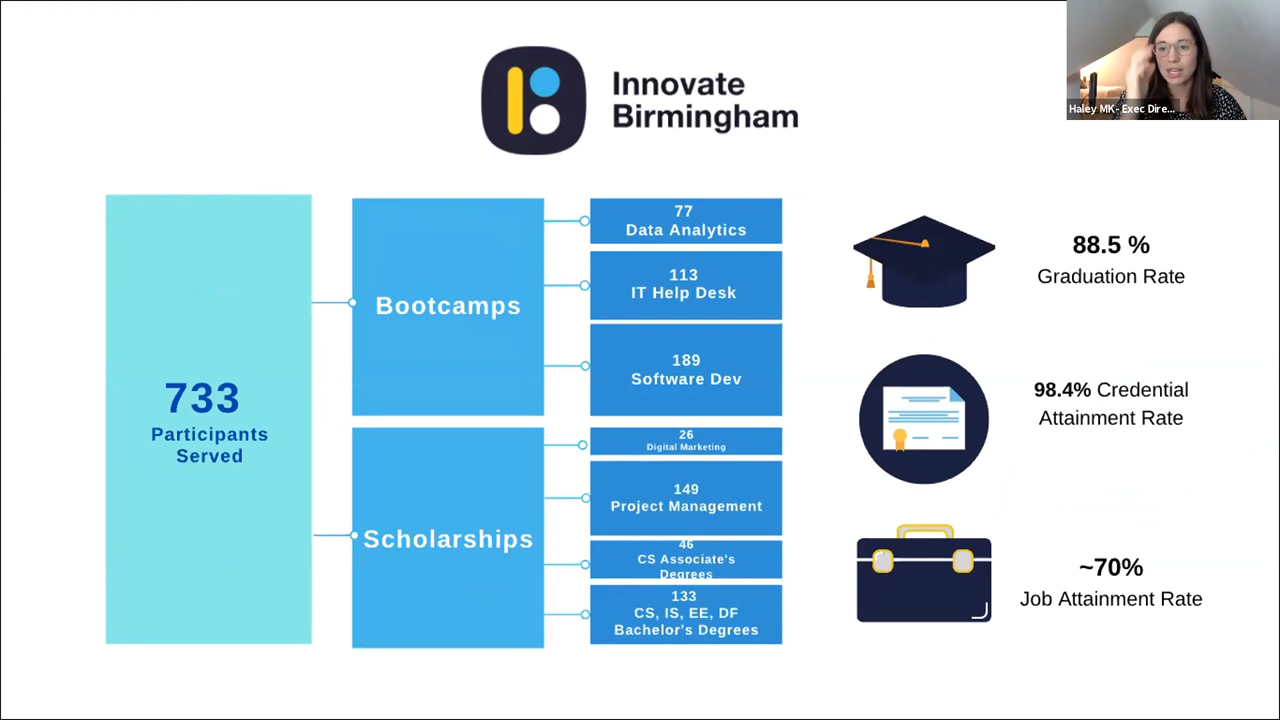 Innovate
Birmingham
Haley MK- Exec Dire...
733
Participants
Served
Bootcamps
77
Data Analytics
113
IT Help Desk
189
Software Dev
Scholarships
26
Digital Marketing
149
Project Management
46
CS Associate's
Degrees
133
CS, IS, EE, DF
Bachelor's Degrees
88.5 %
Graduation Rate
98.4% Credential
Attainment Rate
~70%
Job Attainment Rate